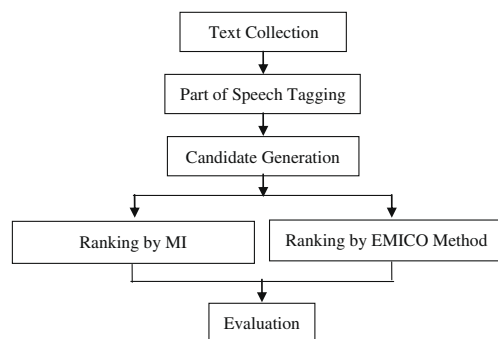 Text Collection
Part of Speech Tagging
Candidate Generation
Ranking by MI
Ranking by EMICO Method
Evaluation